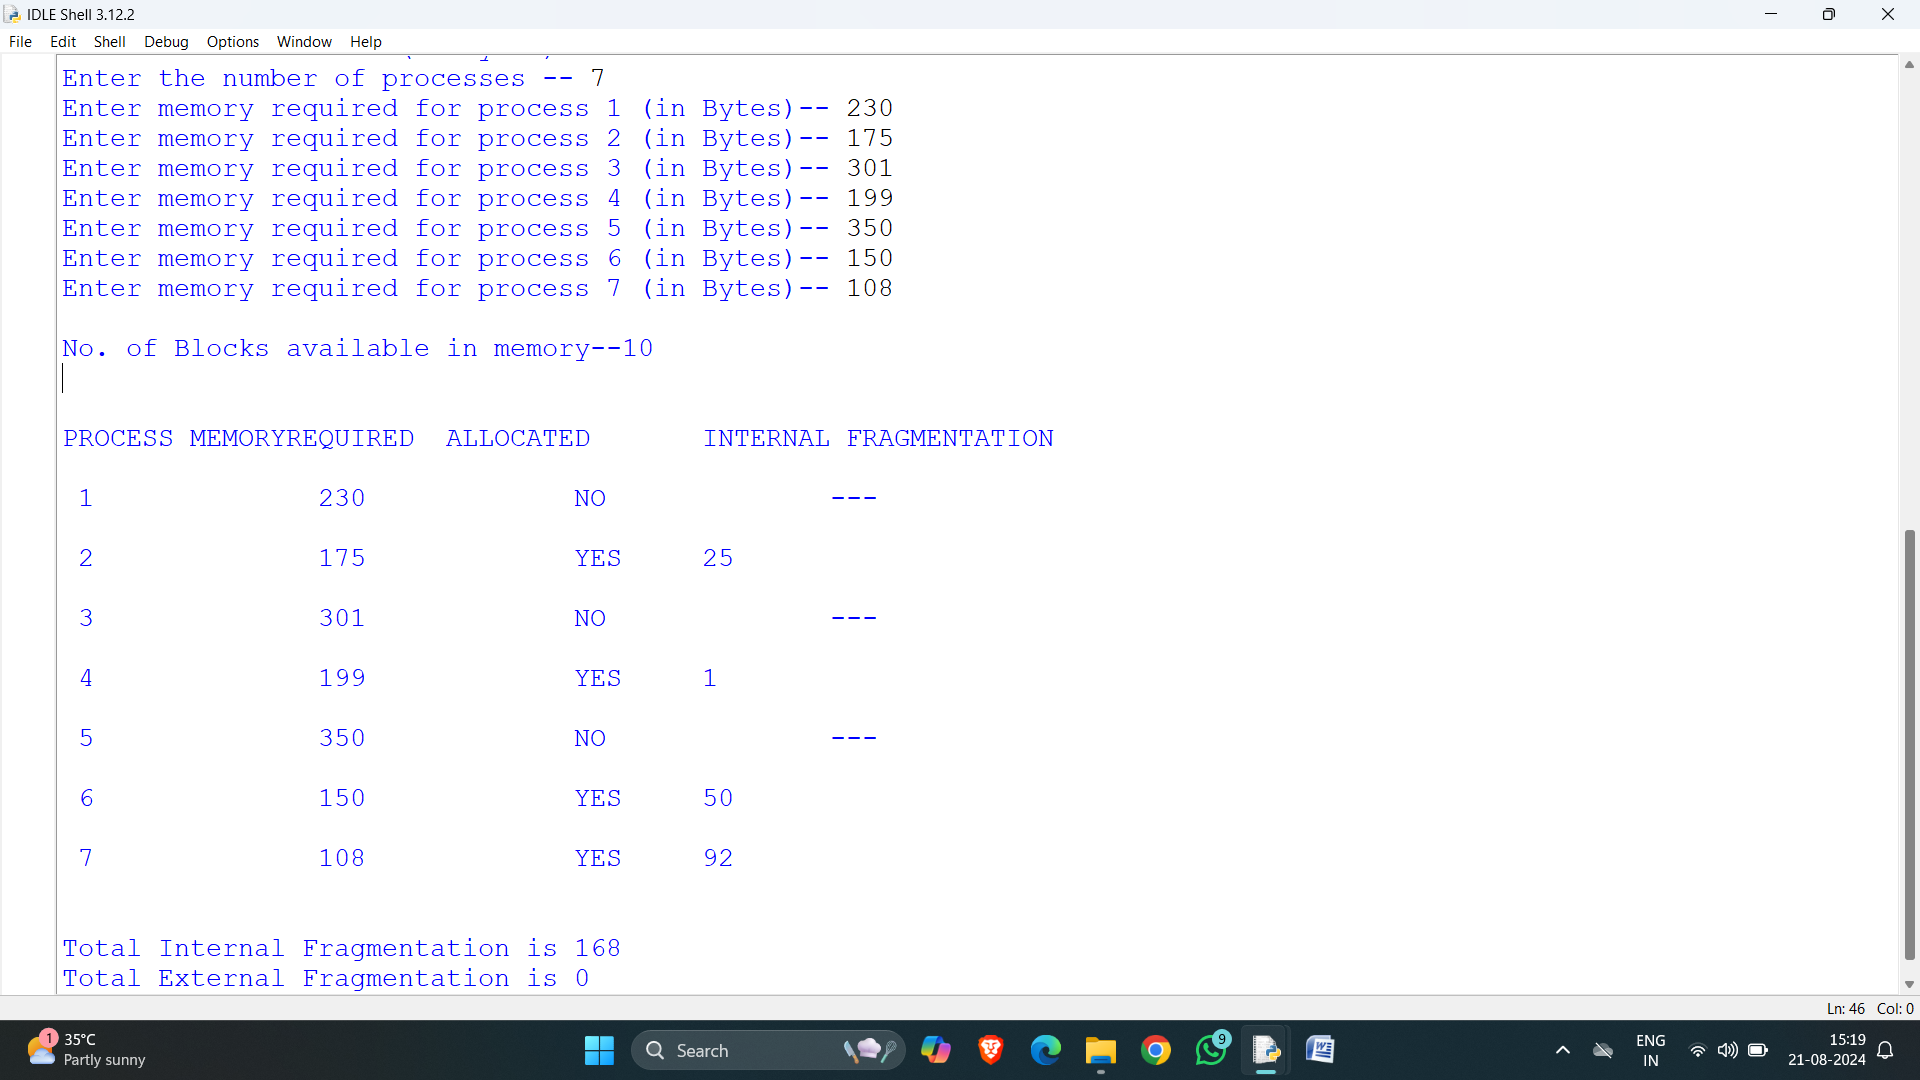 IDLE Shell 3.12.2
File Edit Shell Debug Options Window Help
Enter the number of processes -- 7
Enter memory required for process 1 (in Bytes)-- 230
Enter memory required for process 2 (in Bytes)-- 175
Enter memory required for process 3 (in Bytes)-- 301
Enter memory required for process 4 (in Bytes)-- 199
Enter memory required for process 5 (in Bytes)-- 350
Enter memory required for process 6 (in Bytes)-- 150
Enter memory required for process 7 (in Bytes)-- 108
No. of Blocks available in memory--10
PROCESS MEMORYREQUIRED ALLOCATED INTERNAL FRAGMENTATION
1 230 NO ---
2 175 YES 25
3 301 NO ---
4 199 YES 1
5 350 NO ---
6 150 YES 50
7 108 YES 92
Total Internal Fragmentation is 168
Total External Fragmentation is 0
Ln: 46 Col: 0
1 35°C
Partly sunny
Search
9
W
ENG
IN
15:19
21-08-2024